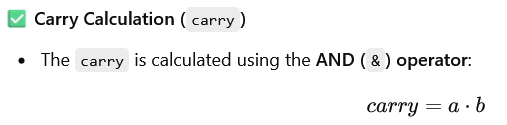 ✅ Carry Calculation ( carry )
• The carry is calculated using the AND ( & ) operator:
carry = a · b